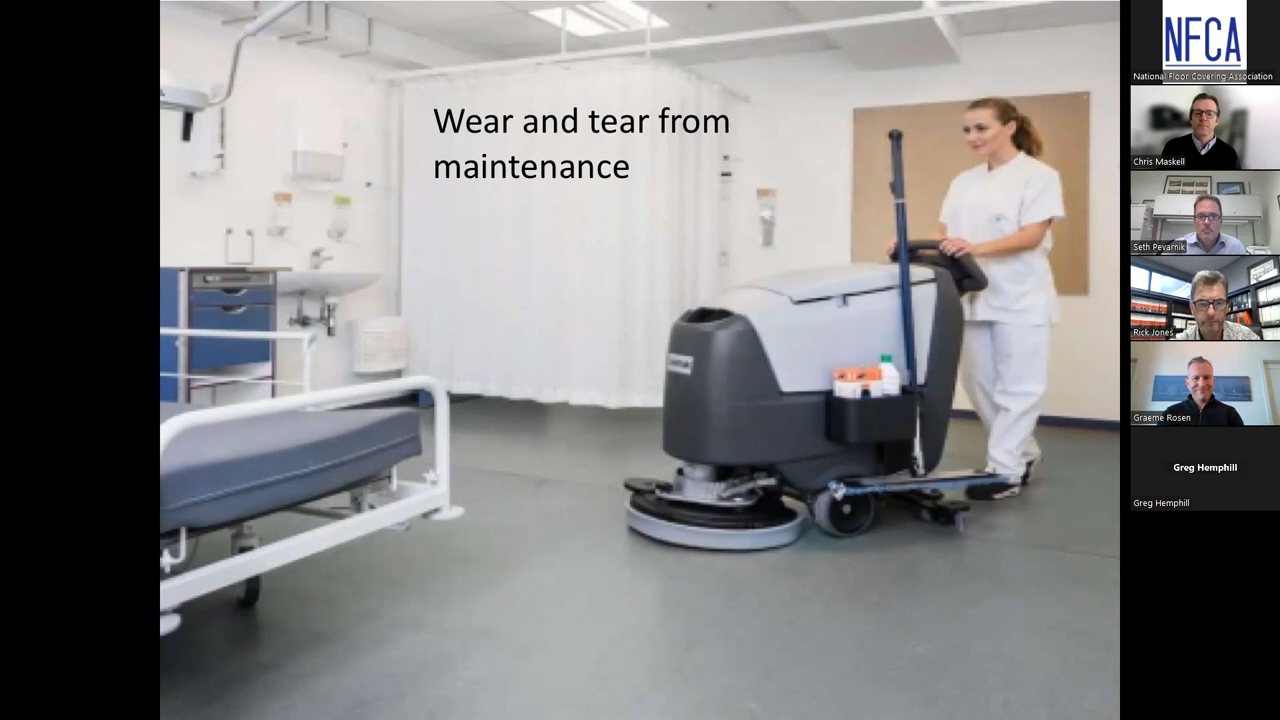 Wear and tear from
maintenance
NFCA
National Floor Covering Association
Chris Maskell
Seth Pevarnik
Rick Jones
Graeme Rosen
Greg Hemphill
Greg Hemphill